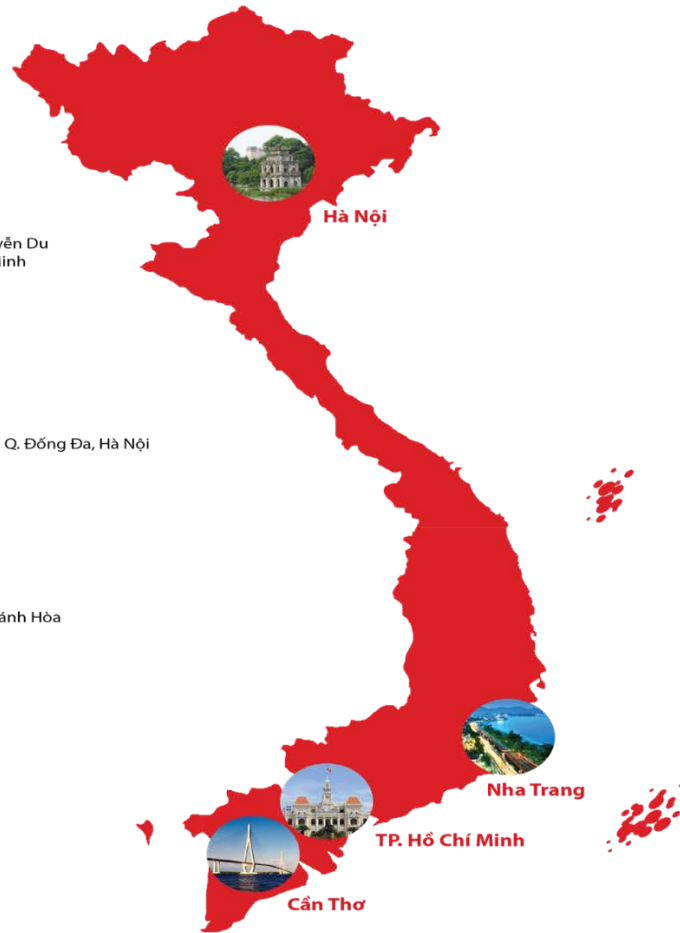 Hà Nội
yễn Du
inh
Q. Đống Đa, Hà Nội
ánh Hòa
Nha Trang
TP. Hồ Chí Minh
Cần Thơ